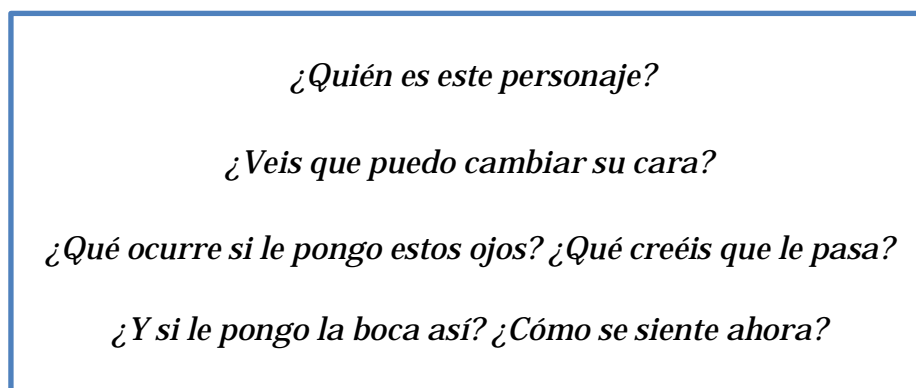 ¿Quién es este personaje?
¿Veis que puedo cambiar su cara?
¿Qué ocurre si le pongo estos ojos? ¿Qué creéis que le pasa?
¿Y si le pongo la boca así? ¿Cómo se siente ahora?